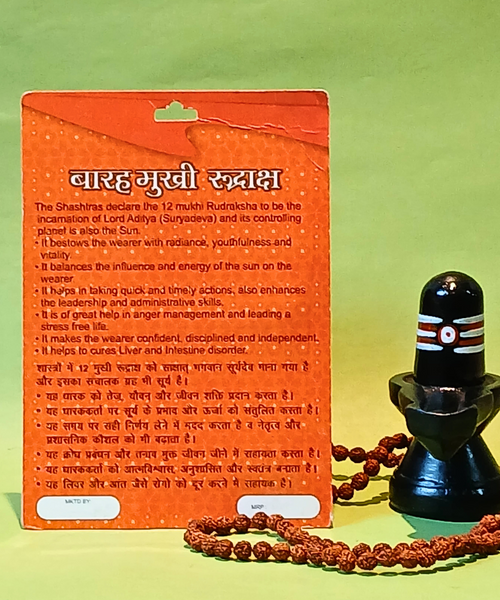 बारह मुखी रूद्राक्ष
The Shashtras declare the 12 mukhi Rudraksha to be the
incarnation of Lord Aditya (Suryadeva) and its controlling
planet is also the Sun.
• It bestows the wearer with radiance, youthfulness and
vitality.
• It balances the influence and energy of the sun on the
wearer
• It helps in taking quick and timely actions, also enhances
the leadership and administrative skills.
• It is of great help in anger management and leading a
stress free life.
• It makes the wearer confident, disciplined and independent.
• It helps to cures Liver and Intestine disorder.
शास्त्रों में 12 मुखी रूद्राक्ष को साक्षात् भगवान सूर्यदेव माना गया है
और इसका संचालक ग्रह भी सूर्य है।
• यह धारक को तेज, यौवन और जीवन शक्ति प्रदान करता है।
• यह धारककर्ता पर सूर्य के प्रभाव और ऊर्जा को संतुलित करता है।
• यह समय पर सही निर्णय लेने में मदद करता है व नेतृत्व और
प्रशासनिक कौशल को भी बढ़ाता है।
• यह क्रोध प्रबंधन और तनाव मुक्त जीवन जीने में सहायता करता है।
• यह धारककर्ता को आत्मविश्वास, अनुशासित और स्वतंत्र बनाता है।
• यह लिवर और आंत जैसे रोगों को दूर करने में सहायक है।
MKTD BY
MRP